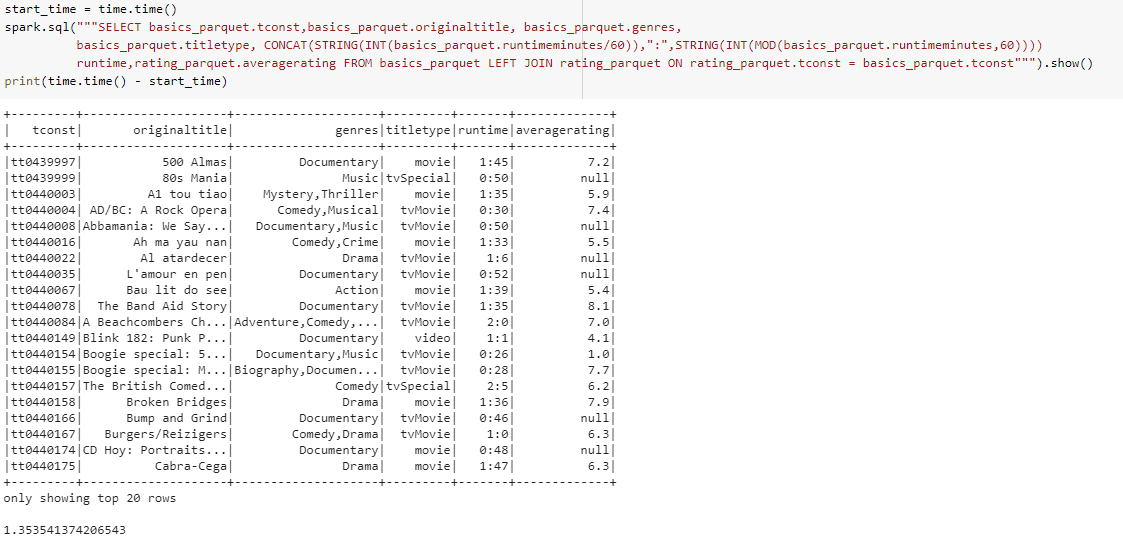 start_time = time.time()
spark.sql("""SELECT basics_parquet.tconst,basics_parquet.originaltitle, basics_parquet.genres,
          basics_parquet.titletype, CONCAT(STRING(INT(basics_parquet.runtimeminutes/60)),":",STRING(INT(MOD(basics_parquet.runtimeminutes,60))))
          runtime,rating_parquet.averagerating FROM basics_parquet LEFT JOIN rating_parquet ON rating_parquet.tconst = basics_parquet.tconst""").show()
print(time.time() - start_time)
+---------+--------------------+--------------------+---------+-------+-------------+
|   tconst|       originaltitle|              genres|titletype|runtime|averagerating|
+---------+--------------------+--------------------+---------+-------+-------------+
|tt0439997|           500 Almas|         Documentary|    movie|   1:45|          7.2|
|tt0439999|           80s Mania|               Music|tvSpecial|   0:50|         null|
|tt0440003|         A1 tou tiao|    Mystery,Thriller|    movie|   1:35|          5.9|
|tt0440004| AD/BC: A Rock Opera|      Comedy,Musical|  tvMovie|   0:30|          7.4|
|tt0440008|Abbamania: We Say...|   Documentary,Music|  tvMovie|   0:50|         null|
|tt0440016|       Ah ma yau nan|        Comedy,Crime|    movie|   1:33|          5.5|
|tt0440022|        Al atardecer|               Drama|  tvMovie|    1:6|         null|
|tt0440035|       L'amour en pen|         Documentary|  tvMovie|   0:52|         null|
|tt0440067|      Bau lit do see|              Action|    movie|   1:39|          5.4|
|tt0440078|  The Band Aid Story|         Documentary|  tvMovie|   1:35|          8.1|
|tt0440084|A Beachcombers Ch...|Adventure,Comedy,...|  tvMovie|    2:0|          7.0|
|tt0440149|Blink 182: Punk P...|         Documentary|    video|    1:1|          4.1|
|tt0440154|Boogie special: 5...|   Documentary,Music|  tvMovie|   0:26|          1.0|
|tt0440155|Boogie special: M...|Biography,Documen...|  tvMovie|   0:28|          7.7|
|tt0440157|The British Comed...|              Comedy|tvSpecial|    2:5|          6.2|
|tt0440158|      Broken Bridges|               Drama|    movie|   1:36|          7.9|
|tt0440166|      Bump and Grind|         Documentary|  tvMovie|   0:46|         null|
|tt0440167|   Burgers/Reizigers|        Comedy,Drama|  tvMovie|    1:0|          6.3|
|tt0440174|CD Hoy: Portraits...|         Documentary|    movie|   0:48|         null|
|tt0440175|          Cabra-Cega|               Drama|    movie|   1:47|          6.3|
+---------+--------------------+--------------------+---------+-------+-------------+
only showing top 20 rows
1.353541374206543